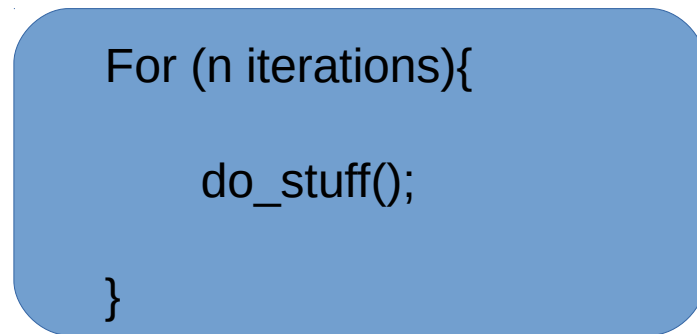 For (n iterations){
do_stuff();
}